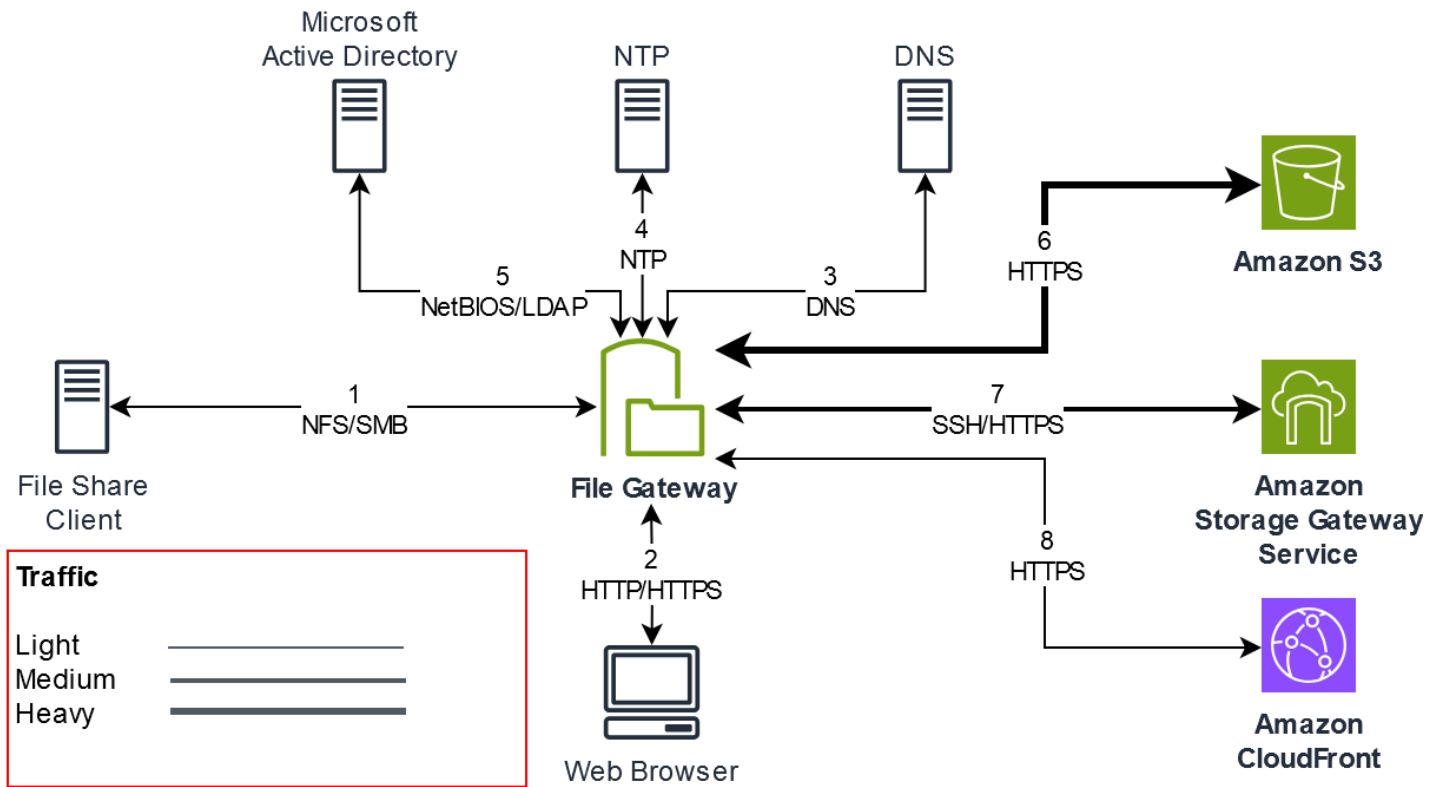 Microsoft
Active Directory
NTP
DNS
4
NTP
5
NetBIOS/LDAP
3
DNS
6
HTTPS
Amazon S3
1
NFS/SMB
7
SSH/HTTPS
File Share
Client
File Gateway
Amazon
Storage Gateway
Service
2
HTTP/HTTPS
8
HTTPS
Traffic
Light
Medium
Heavy
Web Browser
Amazon
CloudFront